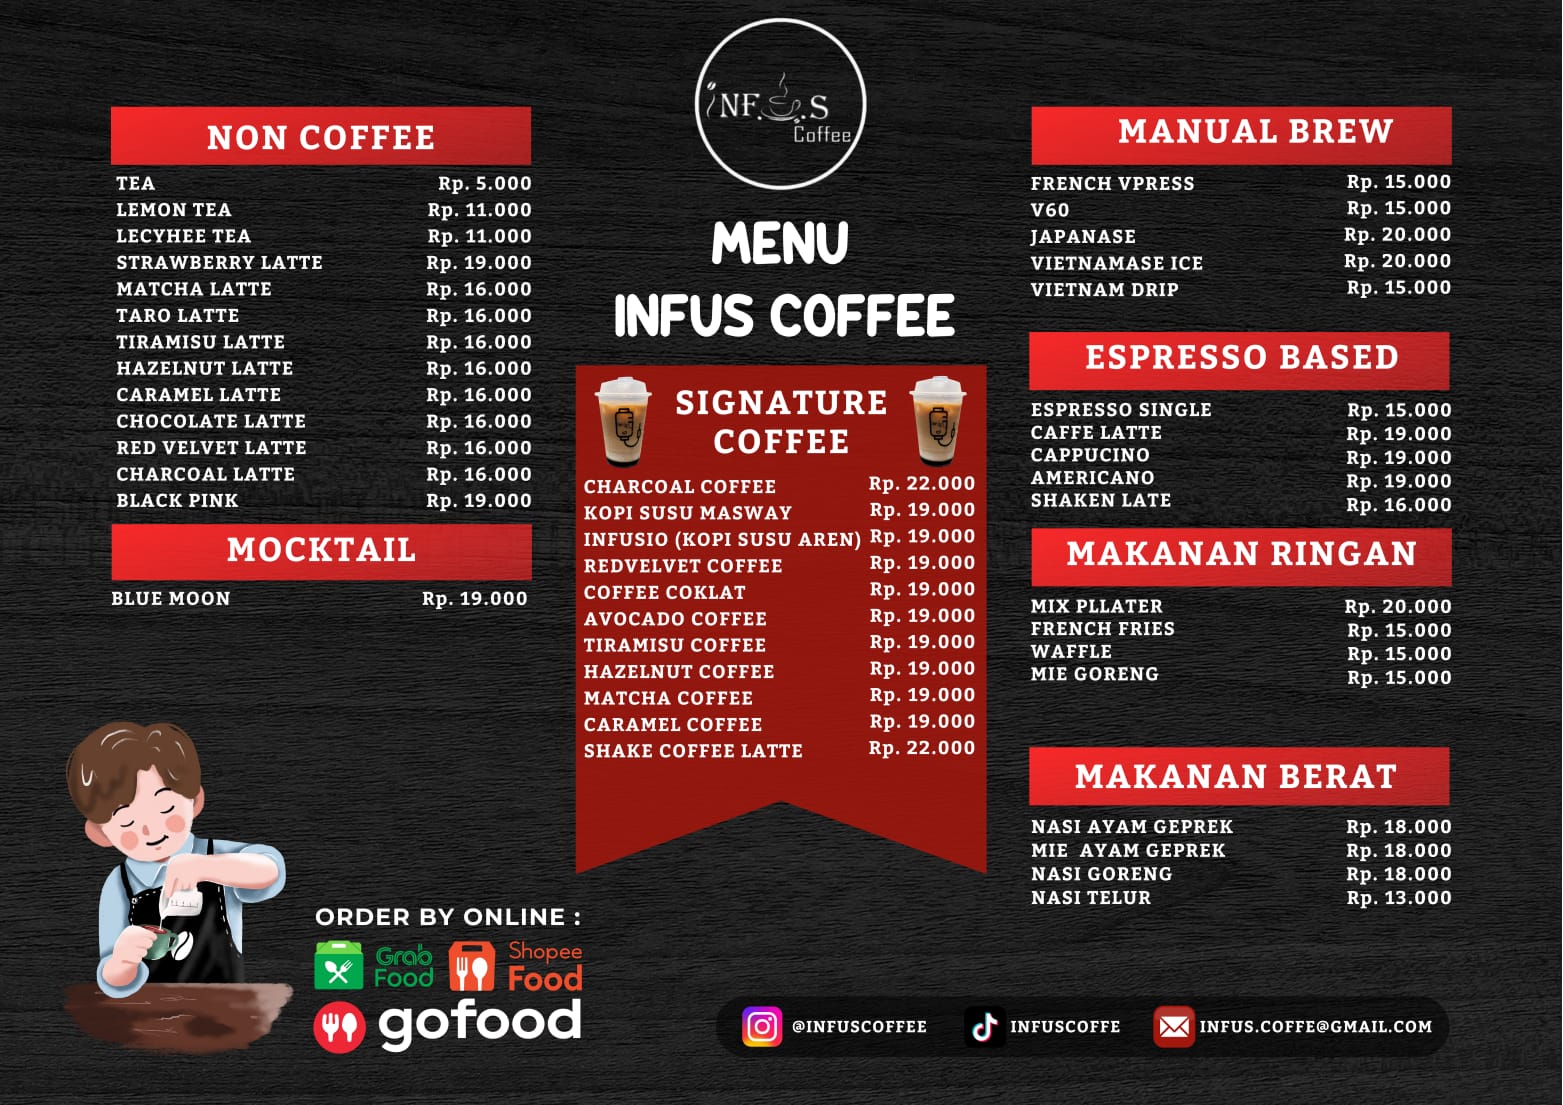 iNF.U.S
Coffee
MENU
INFUS COFFEE
NON COFFEE
TEA Rp. 5.000
LEMON TEA Rp. 11.000
LECYHEE TEA Rp. 11.000
STRAWBERRY LATTE Rp. 19.000
MATCHA LATTE Rp. 16.000
TARO LATTE Rp. 16.000
TIRAMISU LATTE Rp. 16.000
HAZELNUT LATTE Rp. 16.000
CARAMEL LATTE Rp. 16.000
CHOCOLATE LATTE Rp. 16.000
RED VELVET LATTE Rp. 16.000
CHARCOAL LATTE Rp. 16.000
BLACK PINK Rp. 19.000
MOCKTAIL
BLUE MOON Rp. 19.000
SIGNATURE
COFFEE
CHARCOAL COFFEE Rp. 22.000
KOPI SUSU MASWAY Rp. 19.000
INFUSIO (KOPI SUSU AREN) Rp. 19.000
REDVELVET COFFEE Rp. 19.000
COFFEE COKLAT Rp. 19.000
AVOCADO COFFEE Rp. 19.000
TIRAMISU COFFEE Rp. 19.000
HAZELNUT COFFEE Rp. 19.000
MATCHA COFFEE Rp. 19.000
CARAMEL COFFEE Rp. 19.000
SHAKE COFFEE LATTE Rp. 22.000
MANUAL BREW
FRENCH VPRESS Rp. 15.000
V60 Rp. 15.000
JAPANASE Rp. 20.000
VIETNAMASE ICE Rp. 20.000
VIETNAM DRIP Rp. 15.000
ESPRESSO BASED
ESPRESSO SINGLE Rp. 15.000
CAFFE LATTE Rp. 19.000
CAPPUCINO Rp. 19.000
AMERICANO Rp. 19.000
SHAKEN LATE Rp. 16.000
MAKANAN RINGAN
MIX PLLATER Rp. 20.000
FRENCH FRIES Rp. 15.000
WAFFLE Rp. 15.000
MIE GORENG Rp. 15.000
MAKANAN BERAT
NASI AYAM GEPREK Rp. 18.000
MIE AYAM GEPREK Rp. 18.000
NASI GORENG Rp. 18.000
NASI TELUR Rp. 13.000
ORDER BY ONLINE :
Grab
Food
Shopee
Food
gofood
@INFUSCOFFEE
INFUSCOFFE
INFUS.COFFE@GMAIL.COM